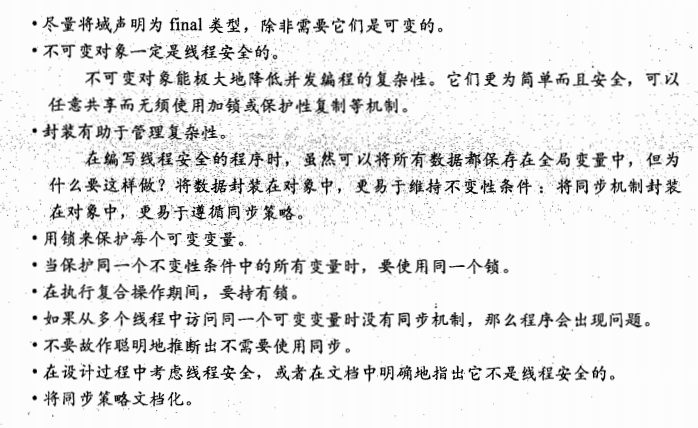 • 尽量将域声明为 final 类型，除非需要它们是可变的。
• 不可变对象一定是线程安全的。
不可变对象能极大地降低并发编程的复杂性。它们更为简单而且安全，可以
任意共享而无须使用加锁或保护性复制等机制。
• 封装有助于管理复杂性。
在编写线程安全的程序时，虽然可以将所有数据都保存在全局变量中，但为
什么要这样做？将数据封装在对象中，更易于维持不变性条件：将同步机制封装
在对象中，更易于遵循同步策略。
• 用锁来保护每个可变变量。
• 当保护同一个不变性条件中的所有变量时，要使用同一个锁。
• 在执行复合操作期间，要持有锁。
• 如果从多个线程中访问同一个可变变量时没有同步机制，那么程序会出现问题。
• 不要故作聪明地推断出不需要使用同步。
• 在设计过程中考虑线程安全，或者在文档中明确地指出它不是线程安全的。
• 将同步策略文档化。